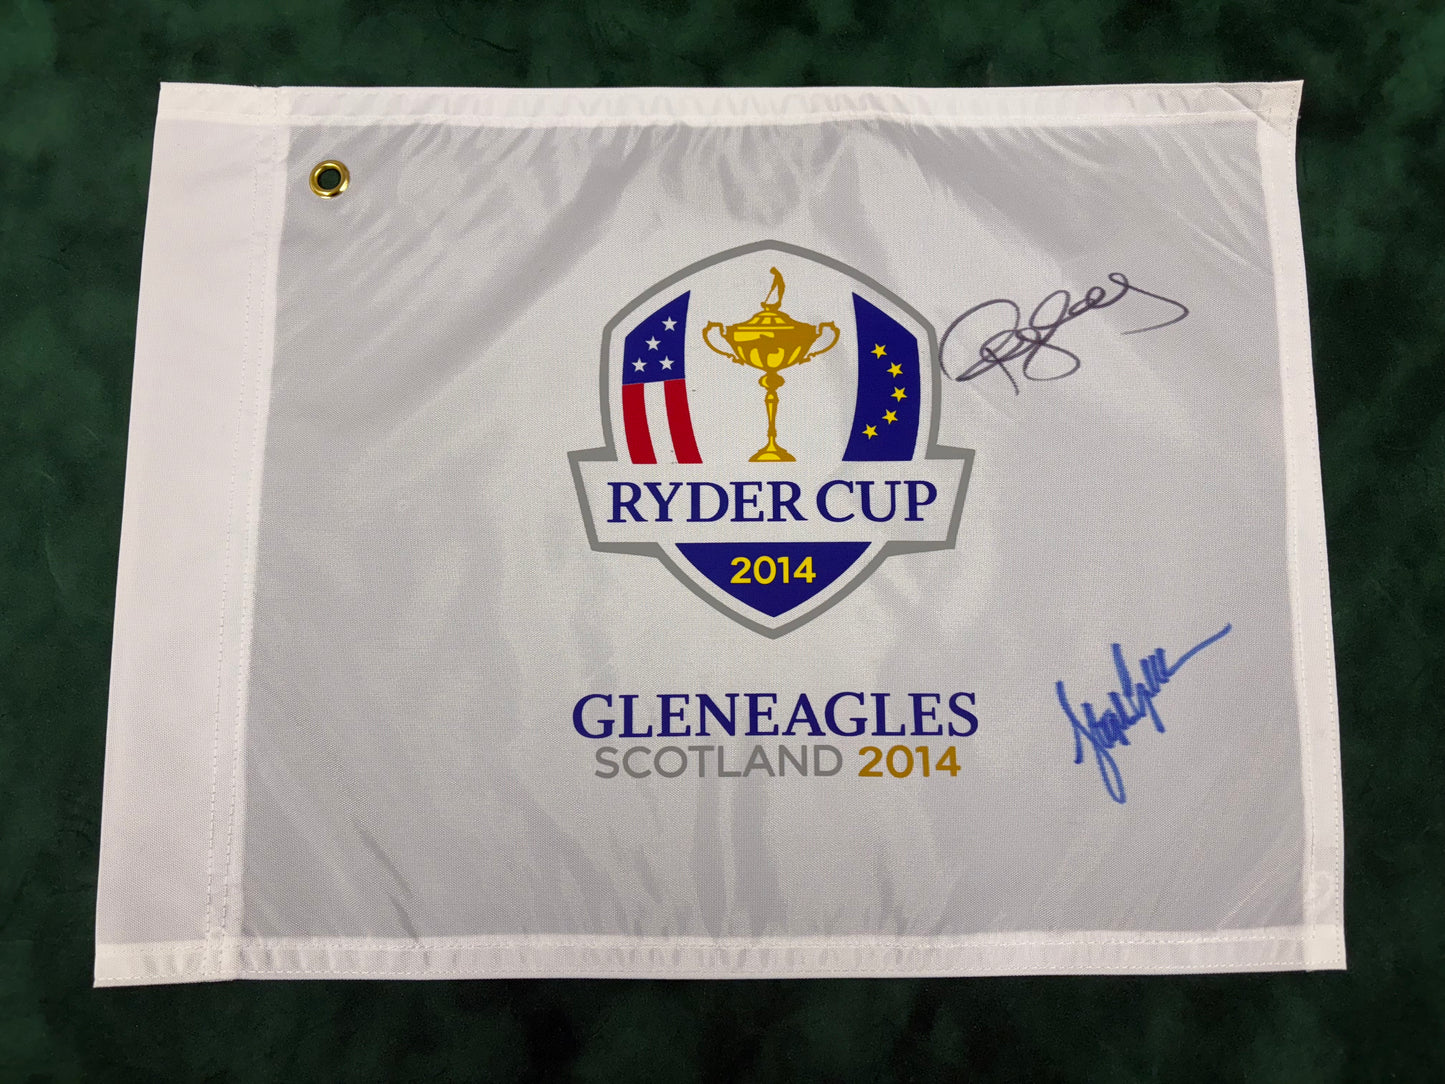 RYDER CUP
2014
GLENEAGLES
SCOTLAND 2014